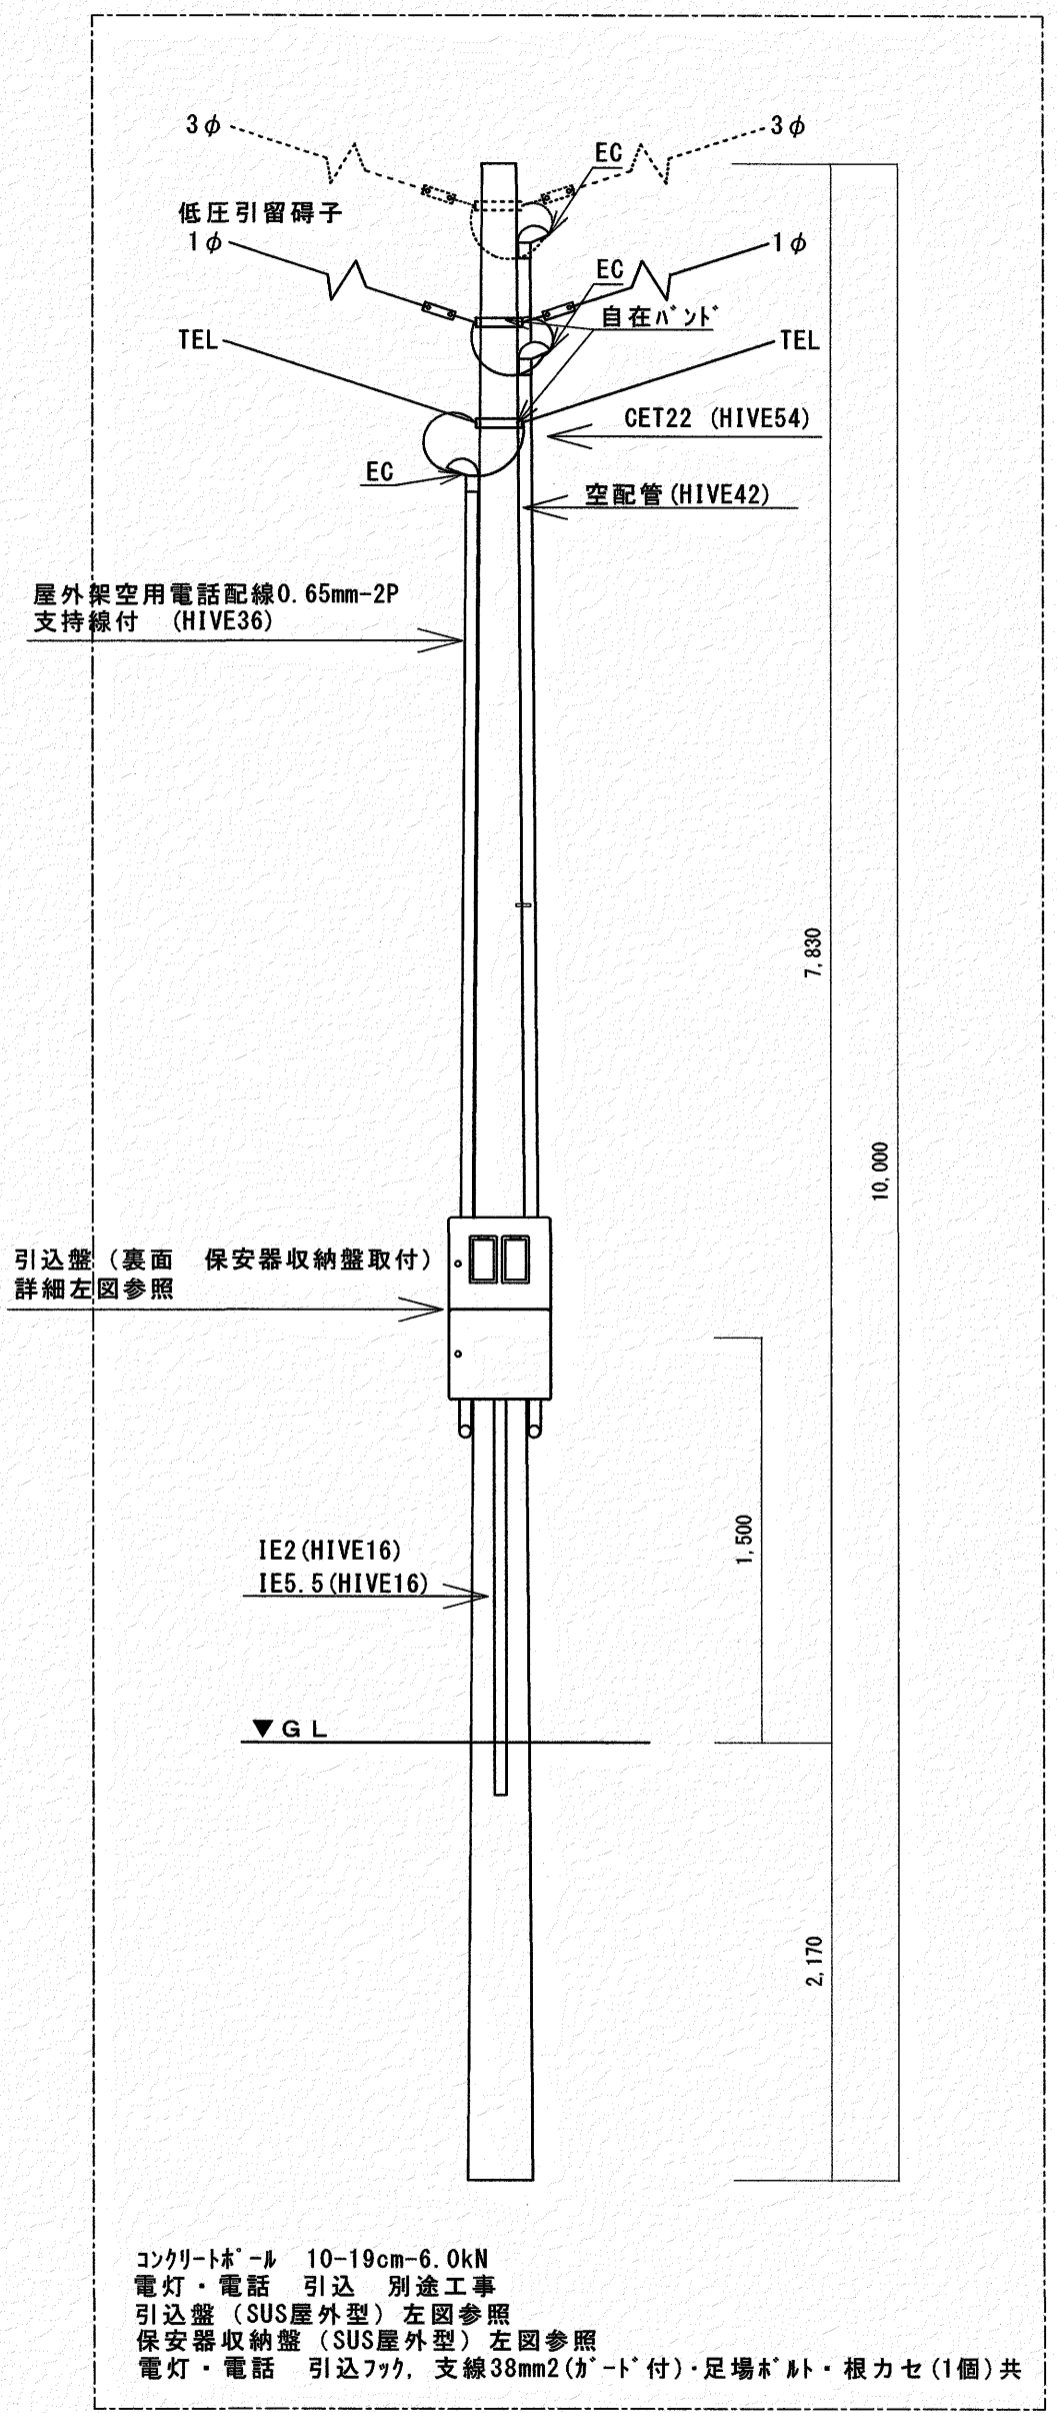 3φ
3φ
EC
低圧引留碍子
1φ
1φ
EC
自在ﾊﾞﾝﾄﾞ
TEL
TEL
CET22 (HIVE54)
EC
空配管(HIVE42)
屋外架空用電話配線0.65mm-2P
支持線付 (HIVE36)
7,830
10,000
引込盤（裏面 保安器収納盤取付）
詳細左図参照
1,500
IE2(HIVE16)
IE5.5(HIVE16)
▼GL
2,170
ｺﾝｸﾘｰﾄﾎﾟｰﾙ 10-19cm-6.0kN
電灯・電話 引込 別途工事
引込盤（SUS屋外型）左図参照
保安器収納盤（SUS屋外型）左図参照
電灯・電話 引込ﾌｯｸ, 支線38mm2(ｶﾞｰﾄﾞ付)・足場ﾎﾞﾙﾄ・根カセ(1個)共